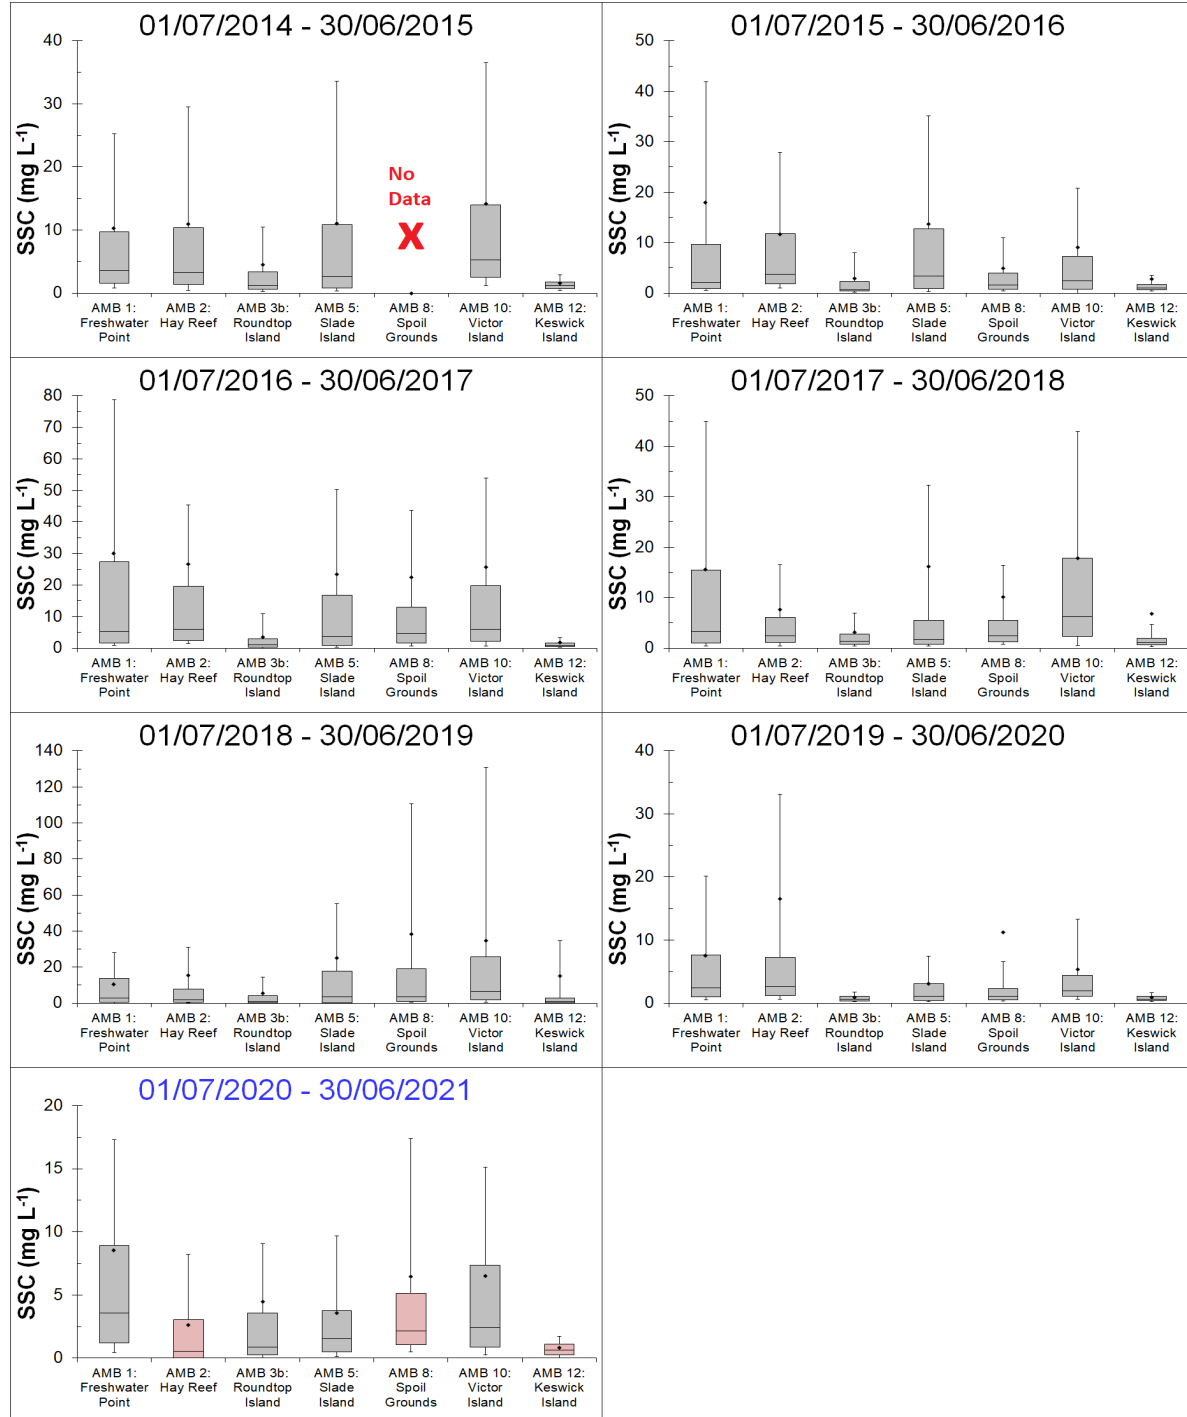 01/07/2014 - 30/06/2015
SSC (mg L⁻¹)
40
30
20
10
0
No
Data
X
AMB 1: AMB 2: AMB 3b: AMB 5: AMB 8: AMB 10: AMB 12:
Freshwater Hay Reef Roundtop Slade Spoil Victor Keswick
Point Island Island Grounds Island Island
01/07/2015 - 30/06/2016
SSC (mg L⁻¹)
50
40
30
20
10
0
AMB 1: AMB 2: AMB 3b: AMB 5: AMB 8: AMB 10: AMB 12:
Freshwater Hay Reef Roundtop Slade Spoil Victor Keswick
Point Island Island Grounds Island Island
01/07/2016 - 30/06/2017
SSC (mg L⁻¹)
80
70
60
50
40
30
20
10
0
AMB 1: AMB 2: AMB 3b: AMB 5: AMB 8: AMB 10: AMB 12:
Freshwater Hay Reef Roundtop Slade Spoil Victor Keswick
Point Island Island Grounds Island Island
01/07/2017 - 30/06/2018
SSC (mg L⁻¹)
50
40
30
20
10
0
AMB 1: AMB 2: AMB 3b: AMB 5: AMB 8: AMB 10: AMB 12:
Freshwater Hay Reef Roundtop Slade Spoil Victor Keswick
Point Island Island Grounds Island Island
01/07/2018 - 30/06/2019
SSC (mg L⁻¹)
140
120
100
80
60
40
20
0
AMB 1: AMB 2: AMB 3b: AMB 5: AMB 8: AMB 10: AMB 12:
Freshwater Hay Reef Roundtop Slade Spoil Victor Keswick
Point Island Island Grounds Island Island
01/07/2019 - 30/06/2020
SSC (mg L⁻¹)
40
30
20
10
0
AMB 1: AMB 2: AMB 3b: AMB 5: AMB 8: AMB 10: AMB 12:
Freshwater Hay Reef Roundtop Slade Spoil Victor Keswick
Point Island Island Grounds Island Island
01/07/2020 - 30/06/2021
SSC (mg L⁻¹)
20
15
10
5
0
AMB 1: AMB 2: AMB 3b: AMB 5: AMB 8: AMB 10: AMB 12:
Freshwater Hay Reef Roundtop Slade Spoil Victor Keswick
Point Island Island Grounds Island Island